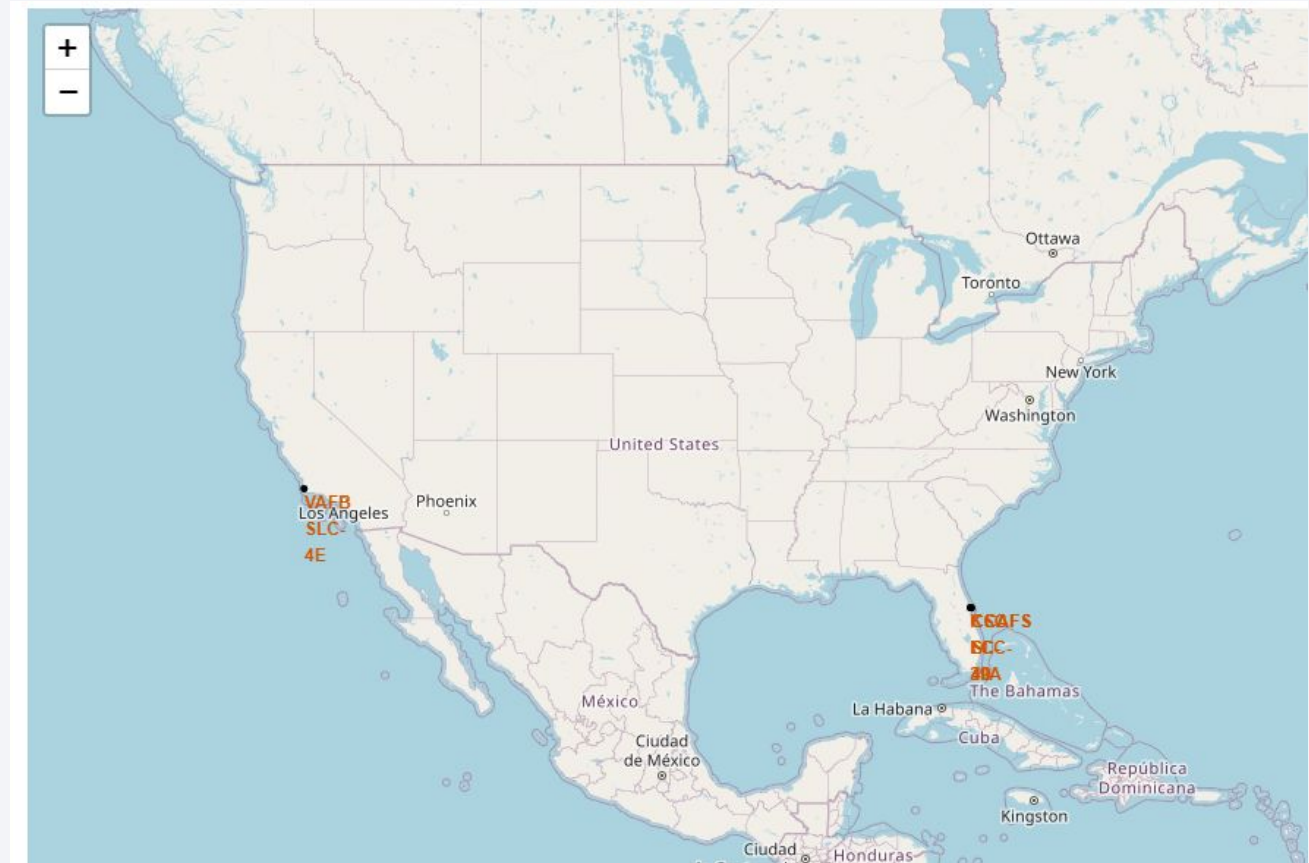 +
−
Ottawa
Toronto
New York
Washington
United States
VAFB
SLC-
4E
Los Angeles
Phoenix
The Bahamas
La Habana
México
Cuba
Ciudad
de México
República
Dominicana
Kingston
Ciudad
Honduras